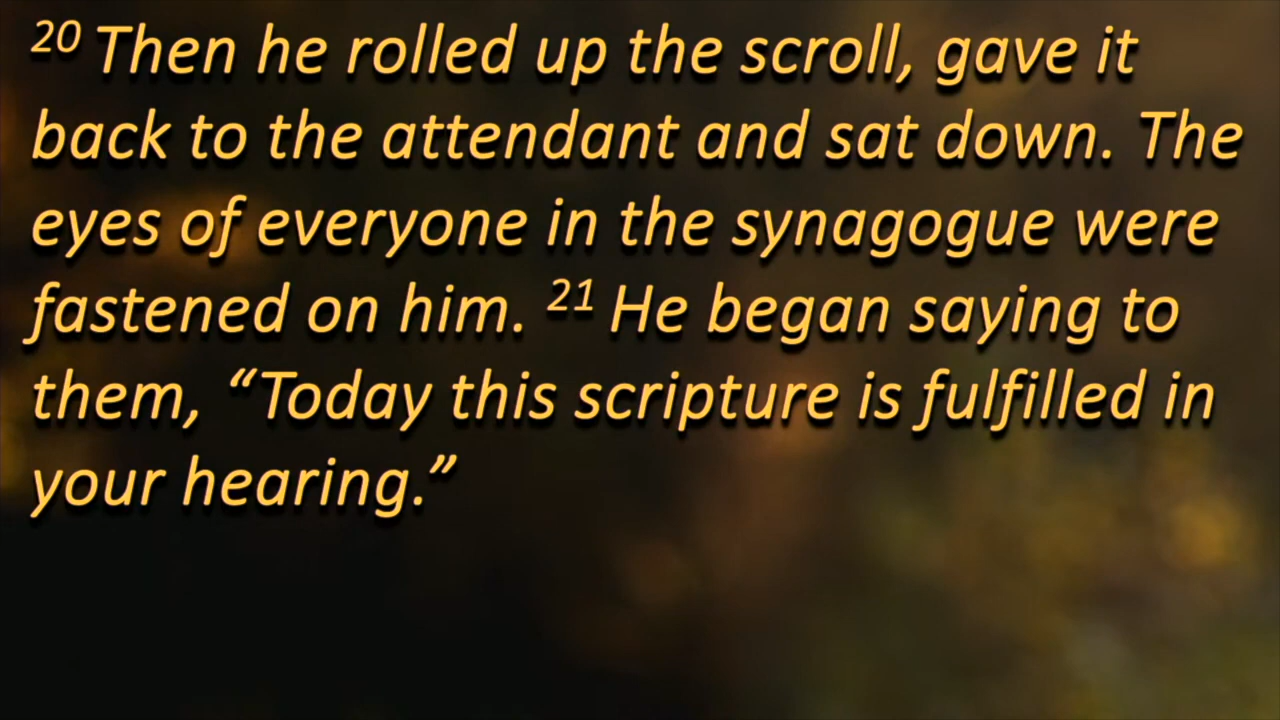 20 Then he rolled up the scroll, gave it
back to the attendant and sat down. The
eyes of everyone in the synagogue were
fastened on him. 21 He began saying to
them, “Today this scripture is fulfilled in
your hearing.”